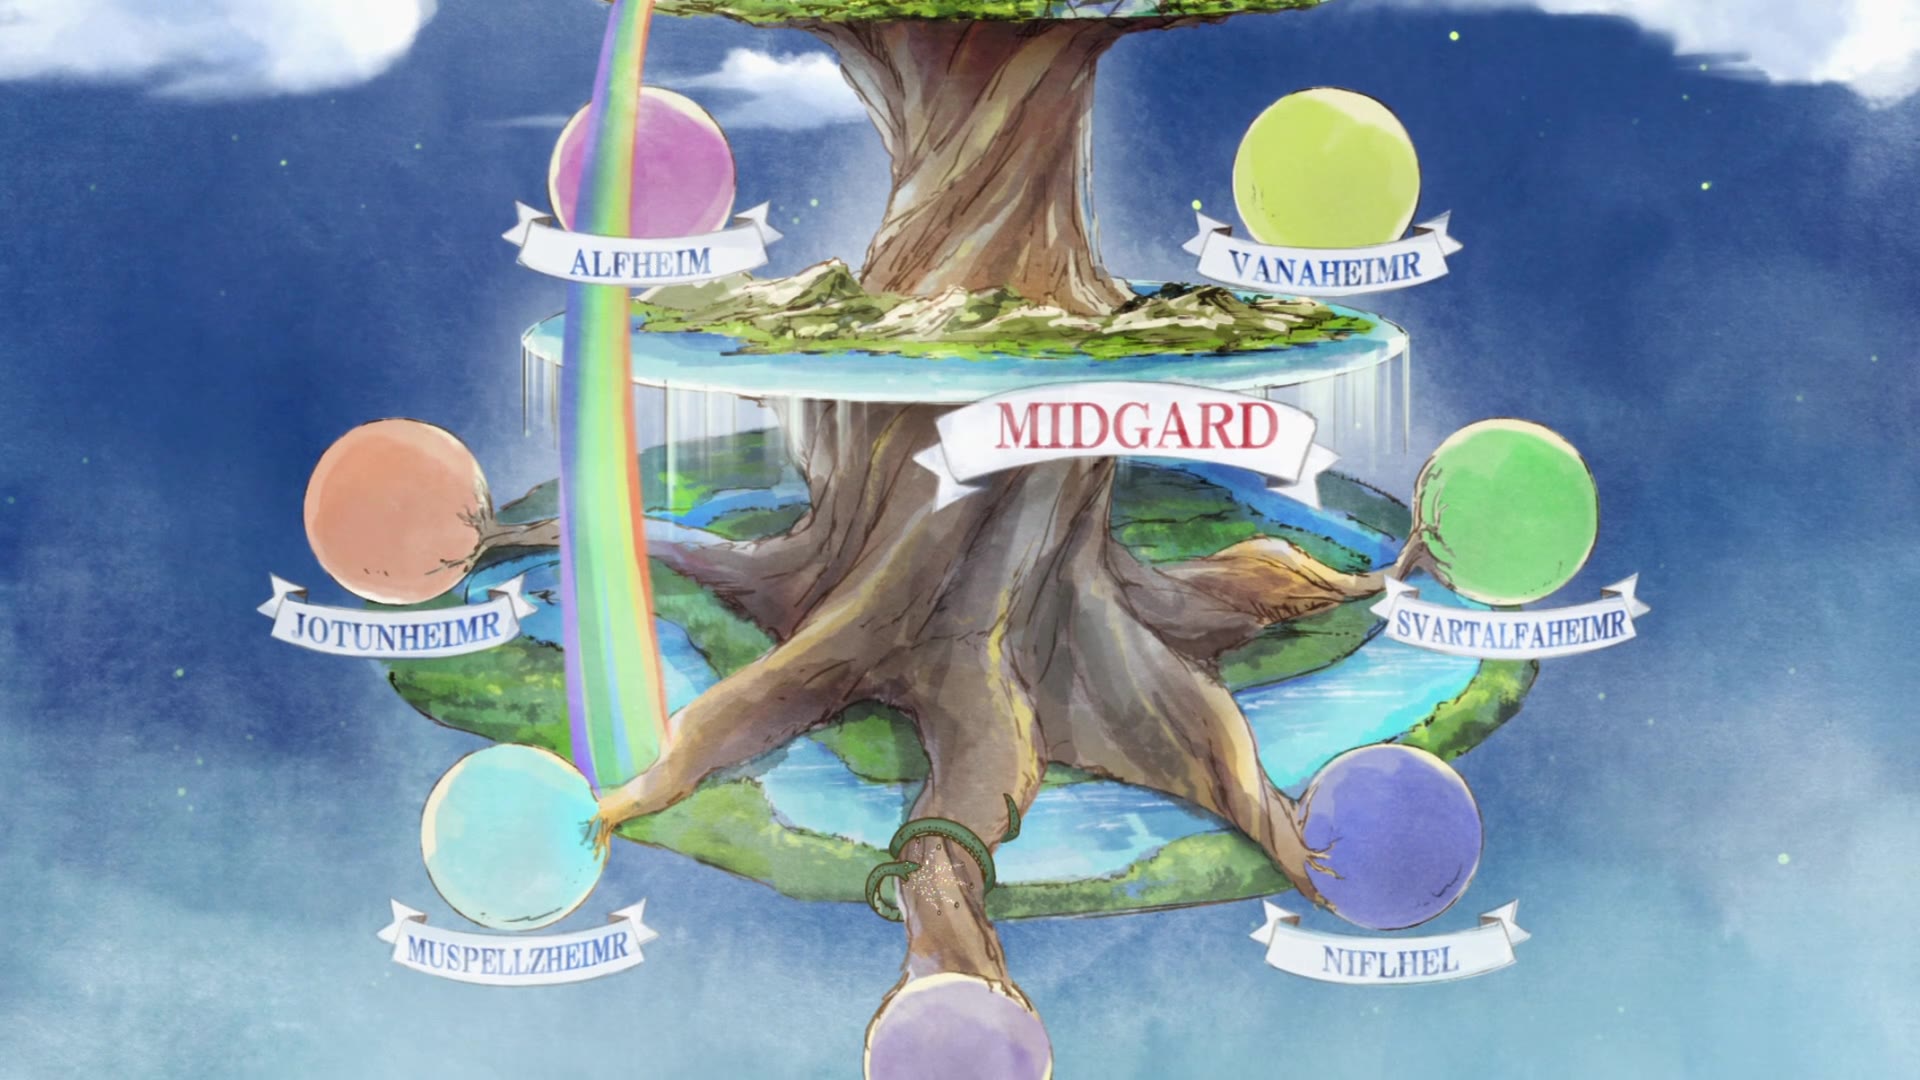 ALFHEIM
VANAHEIMR
MIDGARD
JOTUNHEIMR
SVARTALFAHEIMR
MUSPELLZHEIMR
NIFLHEL